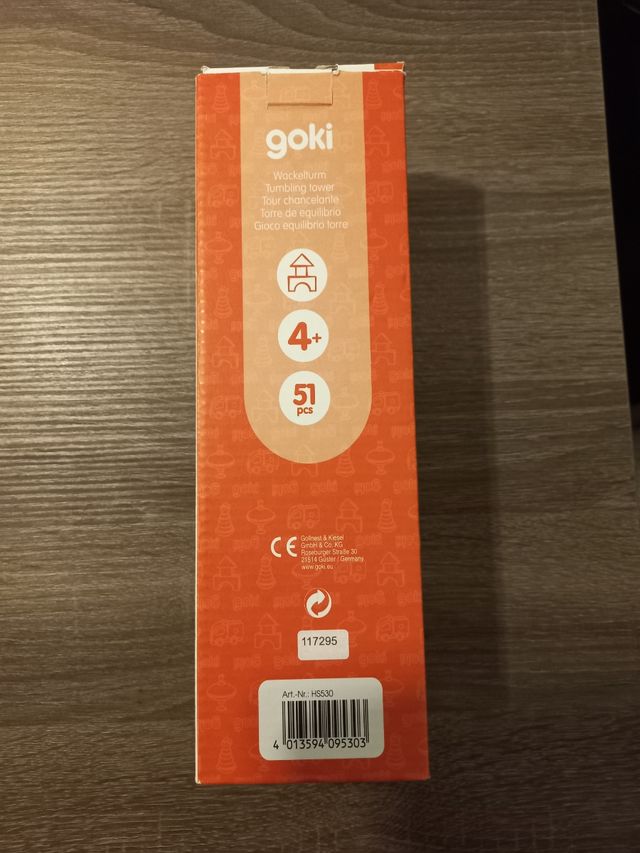 goki
Wackelturm
Tumbling tower
Tour chancelante
Torre de equilibrio
Gioco equilibrio torre
4+
51
pcs
CE
Gollnest & Kiesel
GmbH & Co. KG
Roseburger Straße 30
21514 Güster / Germany
www.goki.eu
117295
Art.-Nr.: HS530
4 013594 095303